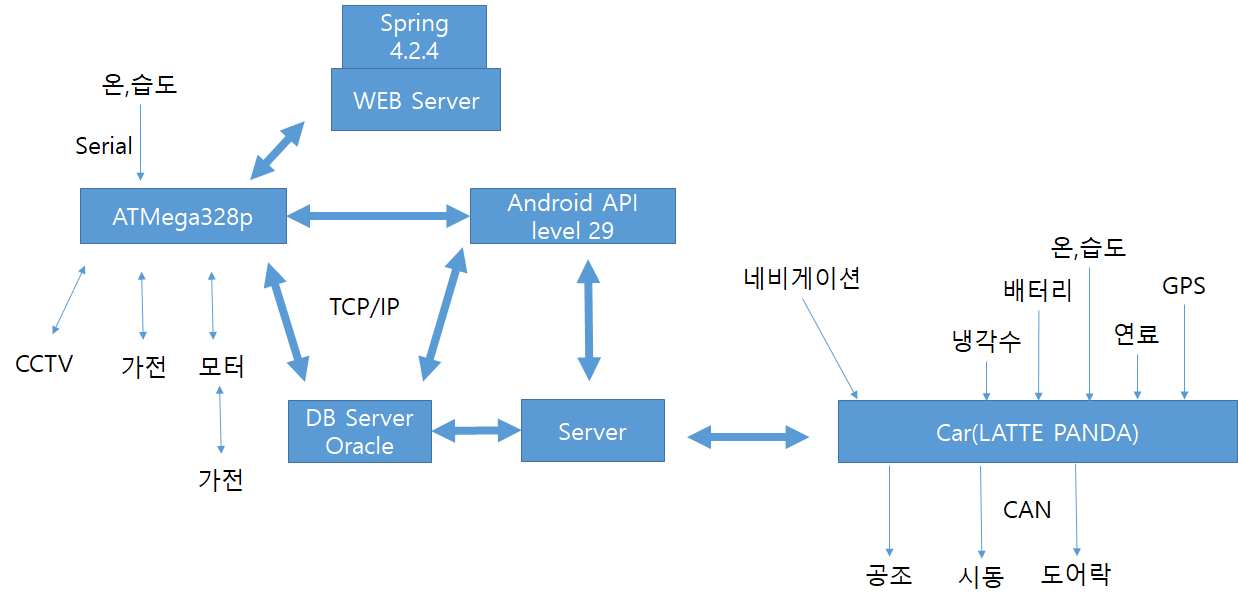 Spring
4.2.4
WEB Server
온,습도
Serial
ATMega328p
Android API
level 29
TCP/IP
CCTV
가전
모터
가전
DB Server
Oracle
Server
네비게이션
냉각수
배터리
온,습도
연료
GPS
Car(LATTE PANDA)
CAN
공조
시동
도어락